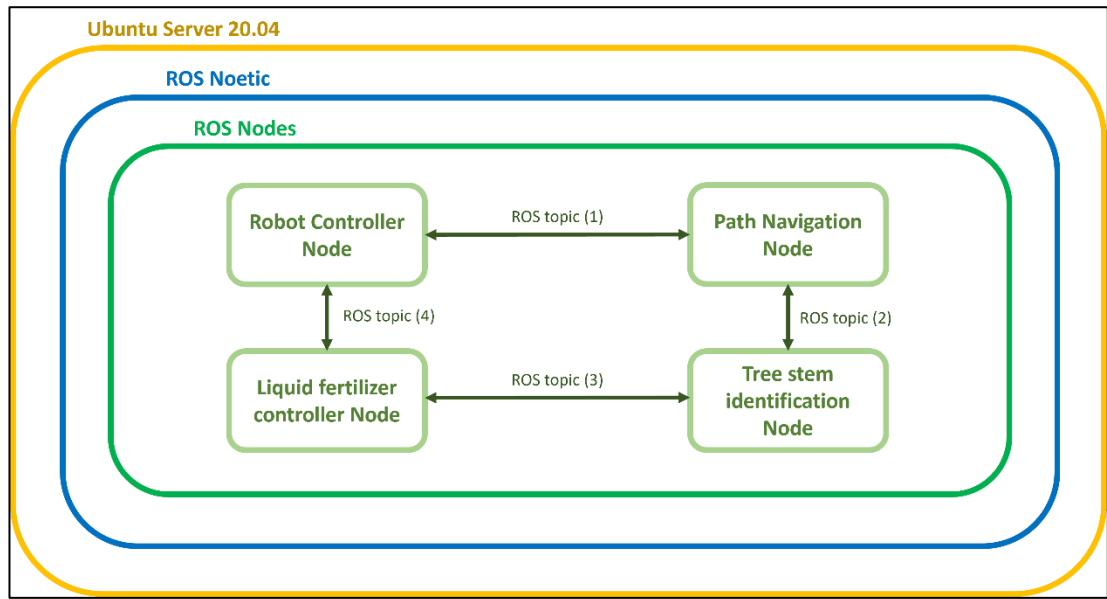 Ubuntu Server 20.04
ROS Noetic
ROS Nodes
Robot Controller
Node
ROS topic (1)
Path Navigation
Node
ROS topic (4)
ROS topic (2)
Liquid fertilizer
controller Node
ROS topic (3)
Tree stem
identification
Node